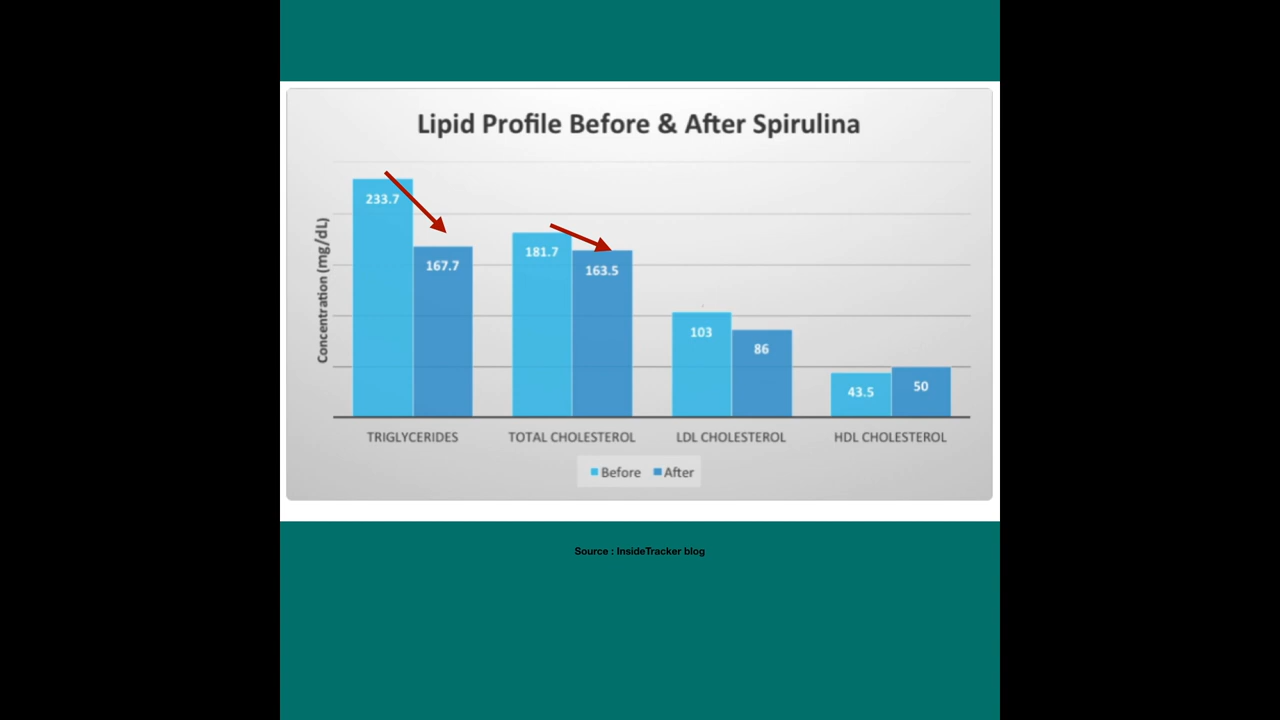 Lipid Profile Before & After Spirulina
Concentration (mg/dL)
233.7
167.7
181.7
163.5
103
86
43.5
50
TRIGLYCERIDES
TOTAL CHOLESTEROL
LDL CHOLESTEROL
HDL CHOLESTEROL
Before After
Source : InsideTracker blog